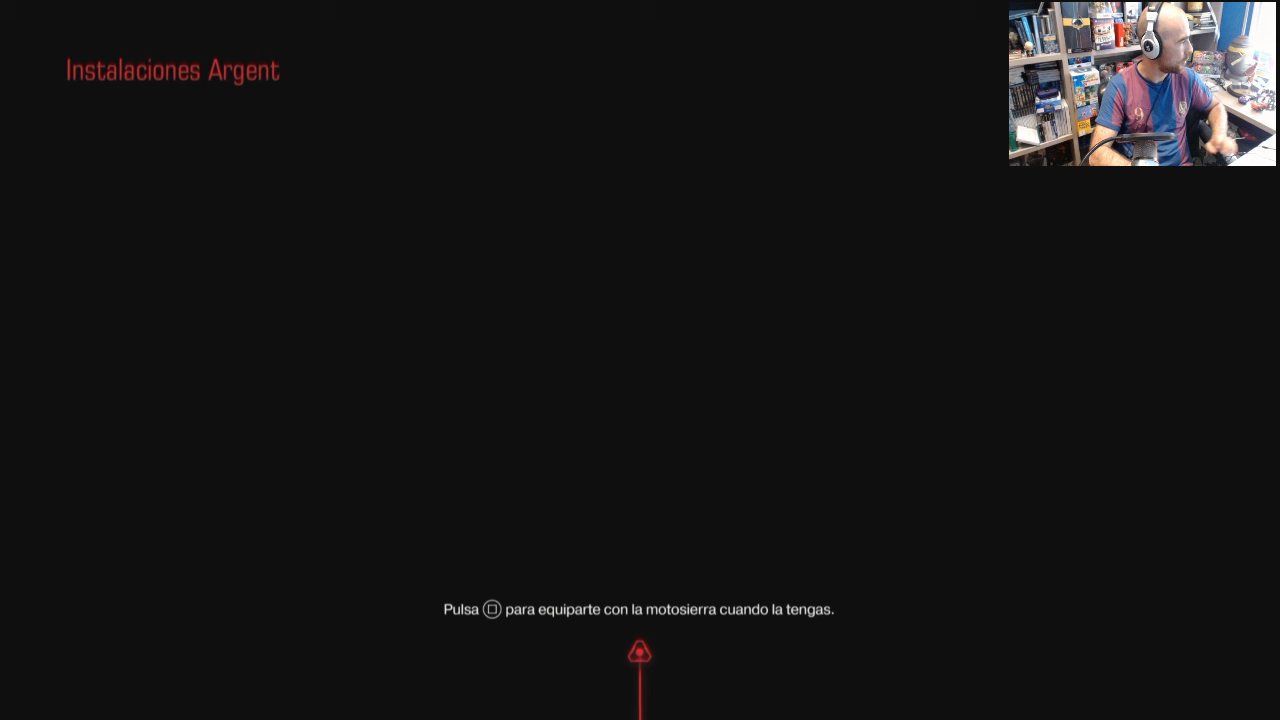 Instalaciones Argent
Pulsa para equiparte con la motosierra cuando la tengas.